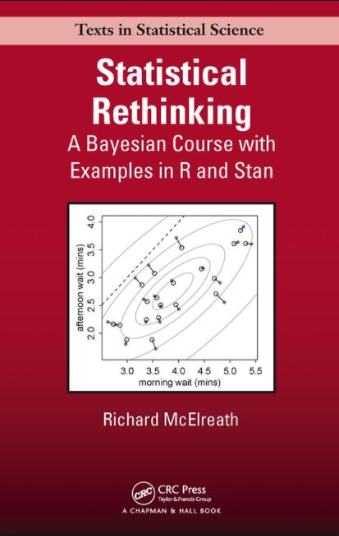 Texts in Statistical Science
Statistical
Rethinking
A Bayesian Course with
Examples in R and Stan
afternoon wait (mins)
4.0
3.5
3.0
2.5
2.0
3.0 3.5 4.0 4.5 5.0 5.5
morning wait (mins)
Richard McElreath
CRC
CRC Press
Taylor & Francis Group
A CHAPMAN & HALL BOOK